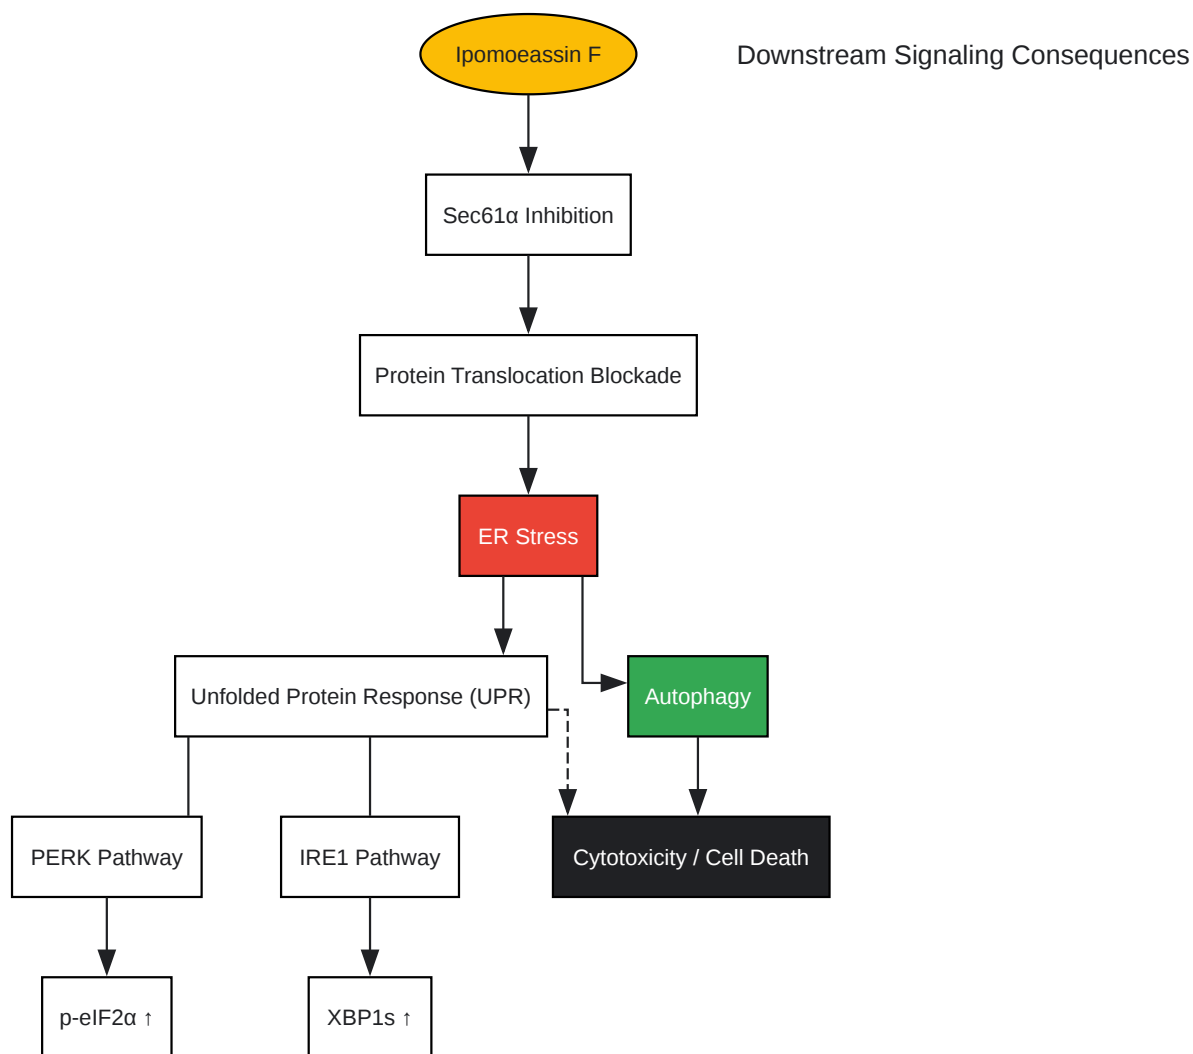 Ipomoeassin F
Downstream Signaling Consequences
Sec61α Inhibition
Protein Translocation Blockade
ER Stress
Unfolded Protein Response (UPR)
Autophagy
PERK Pathway
IRE1 Pathway
Cytotoxicity / Cell Death
p-eIF2α ↑
XBP1s ↑